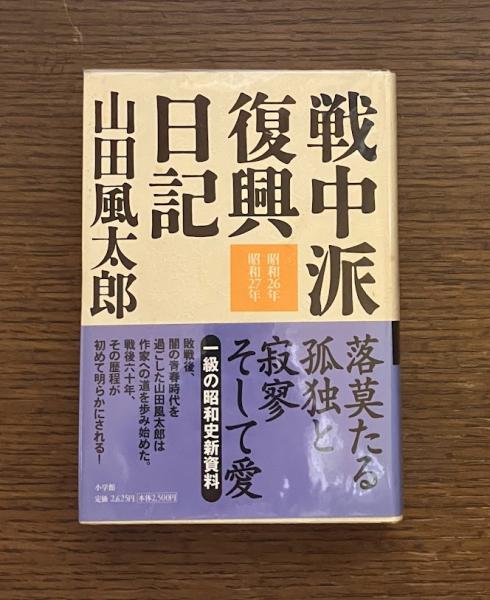 戦中派
復興
日記
昭和26年
昭和27年
山田風太郎
落莫たる
孤独と
寂寥
そして愛
一級の昭和史新資料
敗戦後、
闇の青春時代を
過ごした山田風太郎は
作家への道を歩み始めた。
戦後六十年、
その歴程が
初めて明らかにされる!
小学館
定価 2,625円 本体2,500円